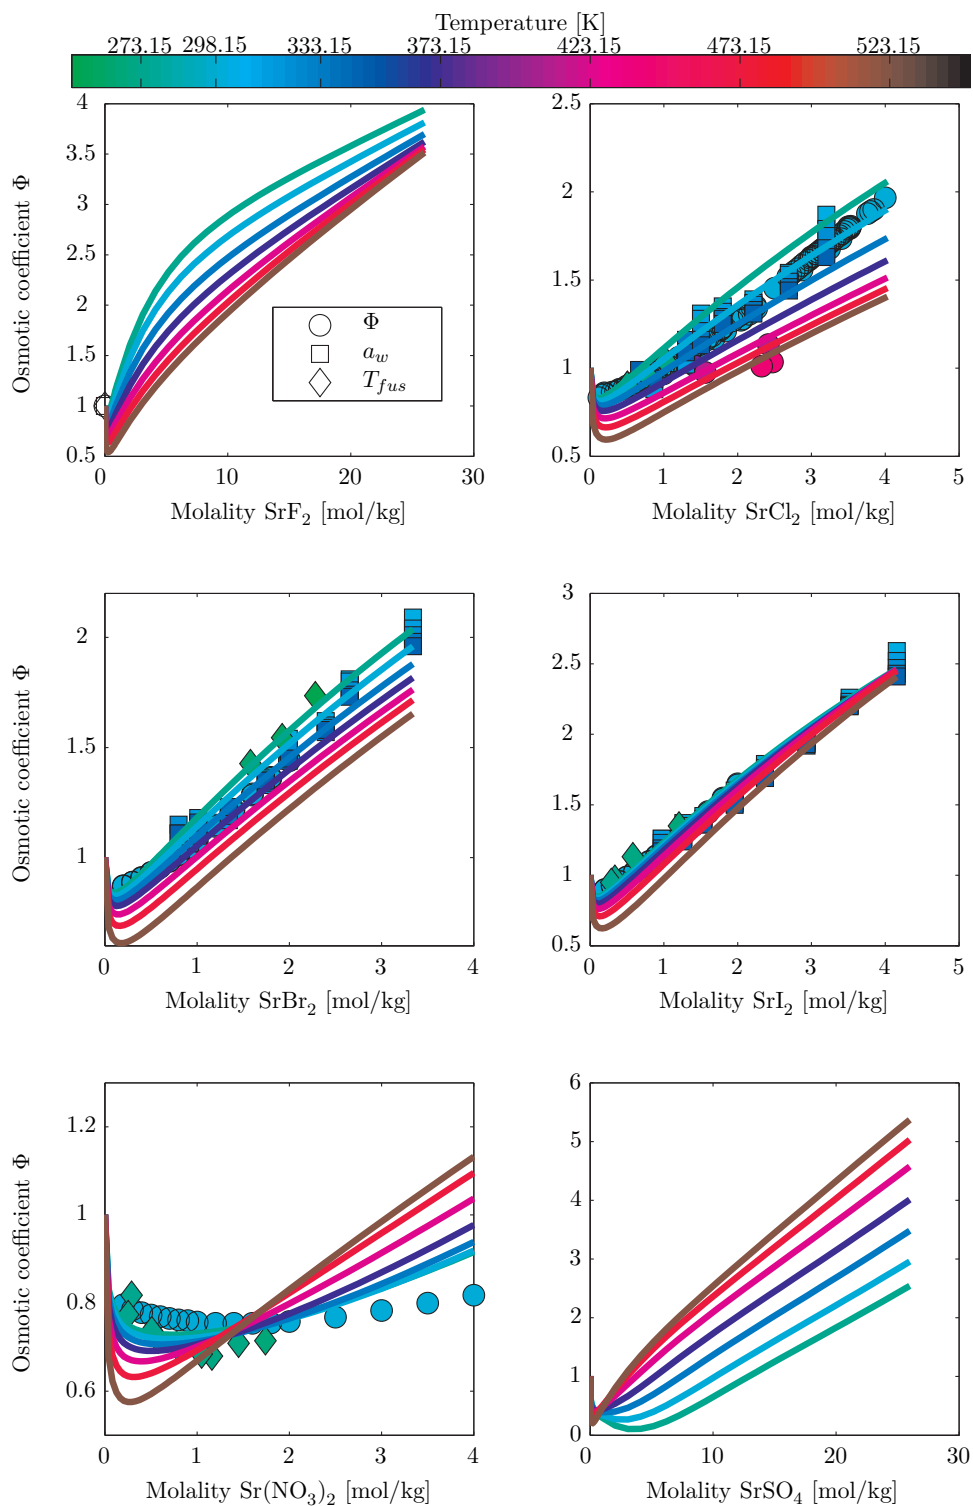 Temperature [K]
273.15 298.15 333.15 373.15 423.15 473.15 523.15
4
3.5
3
2.5
2
1.5
1
0.5
0 10 20 30
Osmotic coefficient Φ
Molality SrF₂ [mol/kg]
Φ
a_w
T_fus
2.5
2
1.5
1
0.5
0 1 2 3 4 5
Molality SrCl₂ [mol/kg]
2
1.5
1
0 1 2 3 4
Osmotic coefficient Φ
Molality SrBr₂ [mol/kg]
3
2.5
2
1.5
1
0.5
0 1 2 3 4 5
Molality SrI₂ [mol/kg]
1.2
1
0.8
0.6
0 1 2 3 4
Osmotic coefficient Φ
Molality Sr(NO₃)₂ [mol/kg]
6
5
4
3
2
1
0
0 10 20 30
Molality SrSO₄ [mol/kg]